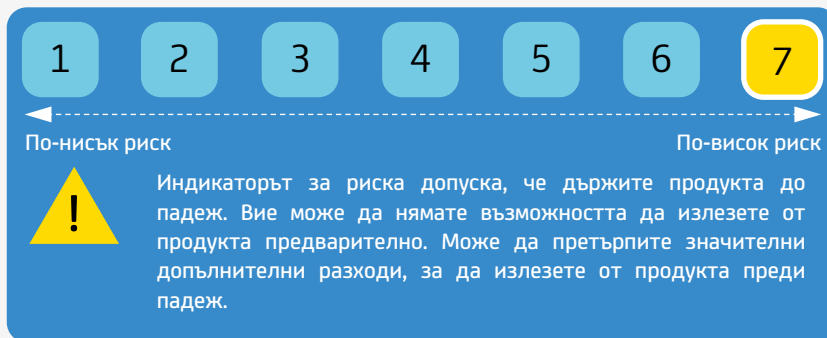 1 2 3 4 5 6 7
По-нисък риск По-висок риск
!
Индикаторът за риска допуска, че държите продукта до
падеж. Вие може да нямате възможността да излезете от
продукта предварително. Може да претърпите значителни
допълнителни разходи, за да излезете от продукта преди
падеж.